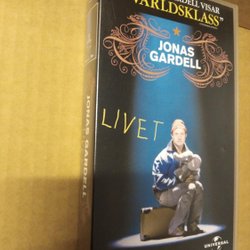 DELL VISAR
VÄRLDSKLASS"
JONAS
GARDELL
LIVET
JONAS GARDELL
UNIVERSAL